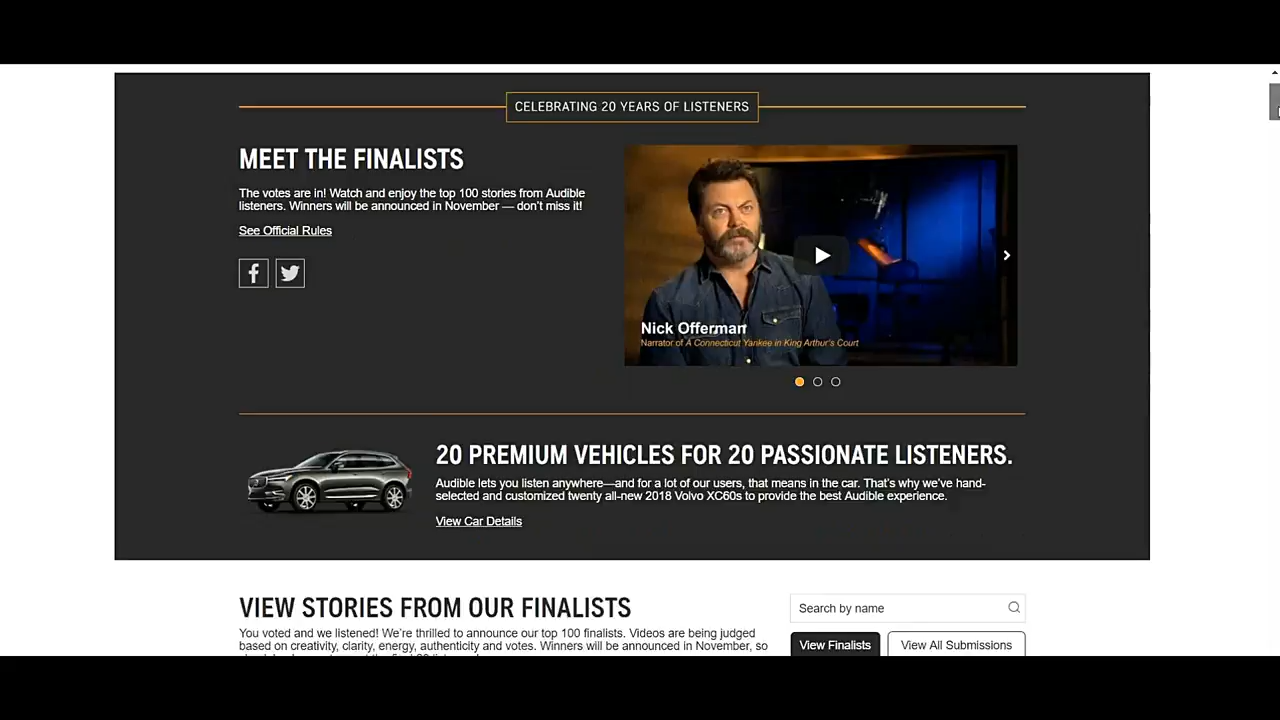 CELEBRATING 20 YEARS OF LISTENERS
MEET THE FINALISTS
The votes are in! Watch and enjoy the top 100 stories from Audible
listeners. Winners will be announced in November — don't miss it!
See Official Rules
Nick Offerman
Narrator of A Connecticut Yankee in King Arthur's Court
20 PREMIUM VEHICLES FOR 20 PASSIONATE LISTENERS.
Audible lets you listen anywhere—and for a lot of our users, that means in the car. That's why we've hand-
selected and customized twenty all-new 2018 Volvo XC60s to provide the best Audible experience.
View Car Details
VIEW STORIES FROM OUR FINALISTS
You voted and we listened! We're thrilled to announce our top 100 finalists. Videos are being judged
based on creativity, clarity, energy, authenticity and votes. Winners will be announced in November, so
Search by name
View Finalists
View All Submissions